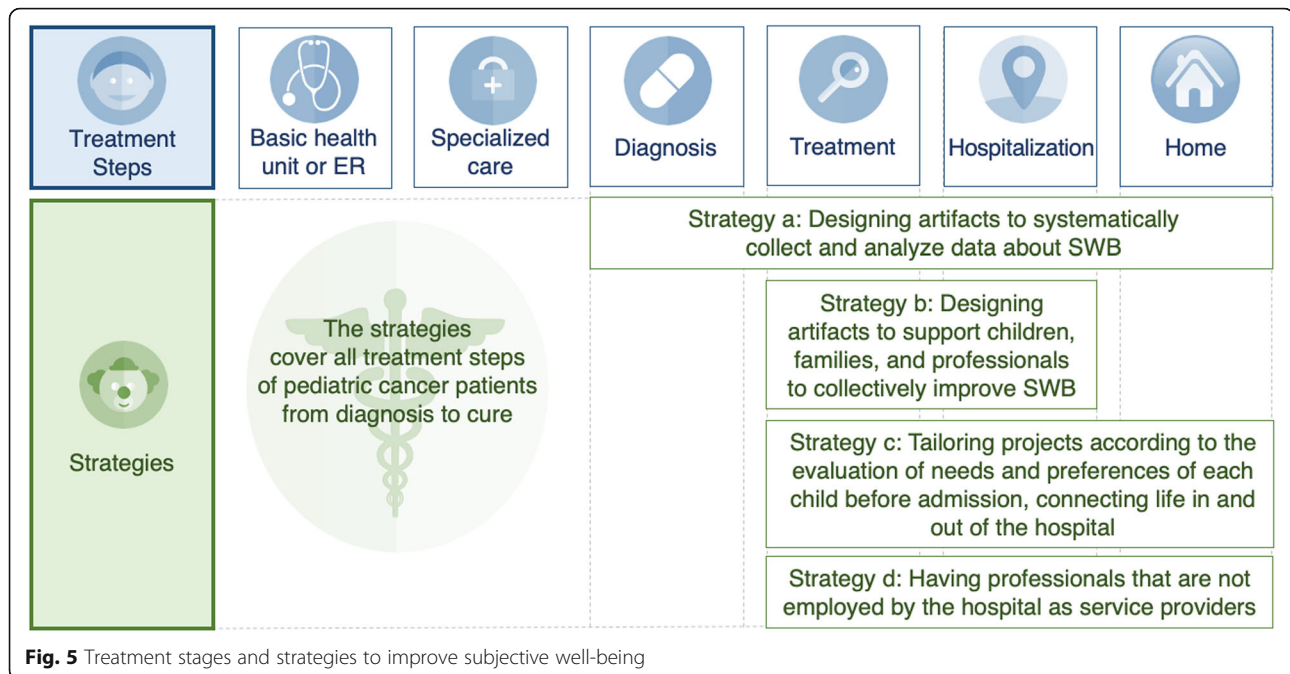 Treatment
Steps
Basic health
unit or ER
Specialized
care
Diagnosis
Treatment
Hospitalization
Home
Strategy a: Designing artifacts to systematically
collect and analyze data about SWB
Strategy b: Designing
artifacts to support children,
families, and professionals
to collectively improve SWB
The strategies
cover all treatment steps
of pediatric cancer patients
from diagnosis to cure
Strategies
Strategy c: Tailoring projects according to the
evaluation of needs and preferences of each
child before admission, connecting life in and
out of the hospital
Strategy d: Having professionals that are not
employed by the hospital as service providers
Fig. 5 Treatment stages and strategies to improve subjective well-being